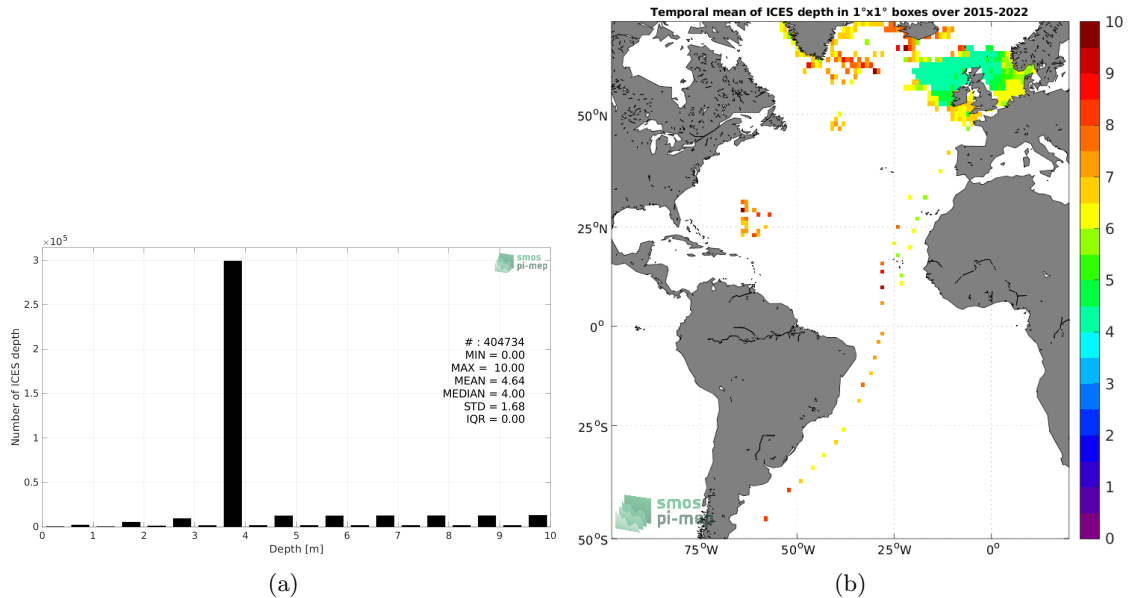 ×10⁵
3
2.5
2
1.5
1
0.5
0
Number of ICES depth
smos
pi-mep
# : 404734
MIN = 0.00
MAX = 10.00
MEAN = 4.64
MEDIAN = 4.00
STD = 1.68
IQR = 0.00
0 1 2 3 4 5 6 7 8 9 10
Depth [m]
(a)
Temporal mean of ICES depth in 1°x1° boxes over 2015-2022
50°N
25°N
0°
25°S
50°S
75°W 50°W 25°W 0°
smos
pi-mep
10
9
8
7
6
5
4
3
2
1
0
(b)